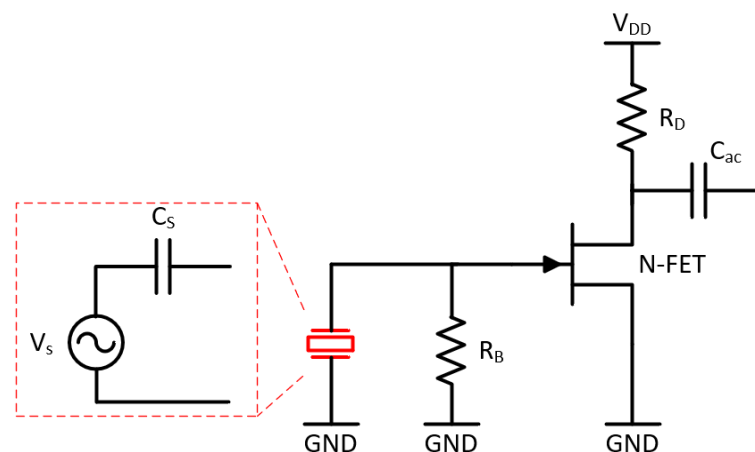 V_DD
R_D
C_ac
C_S
N-FET
V_s
R_B
GND
GND
GND